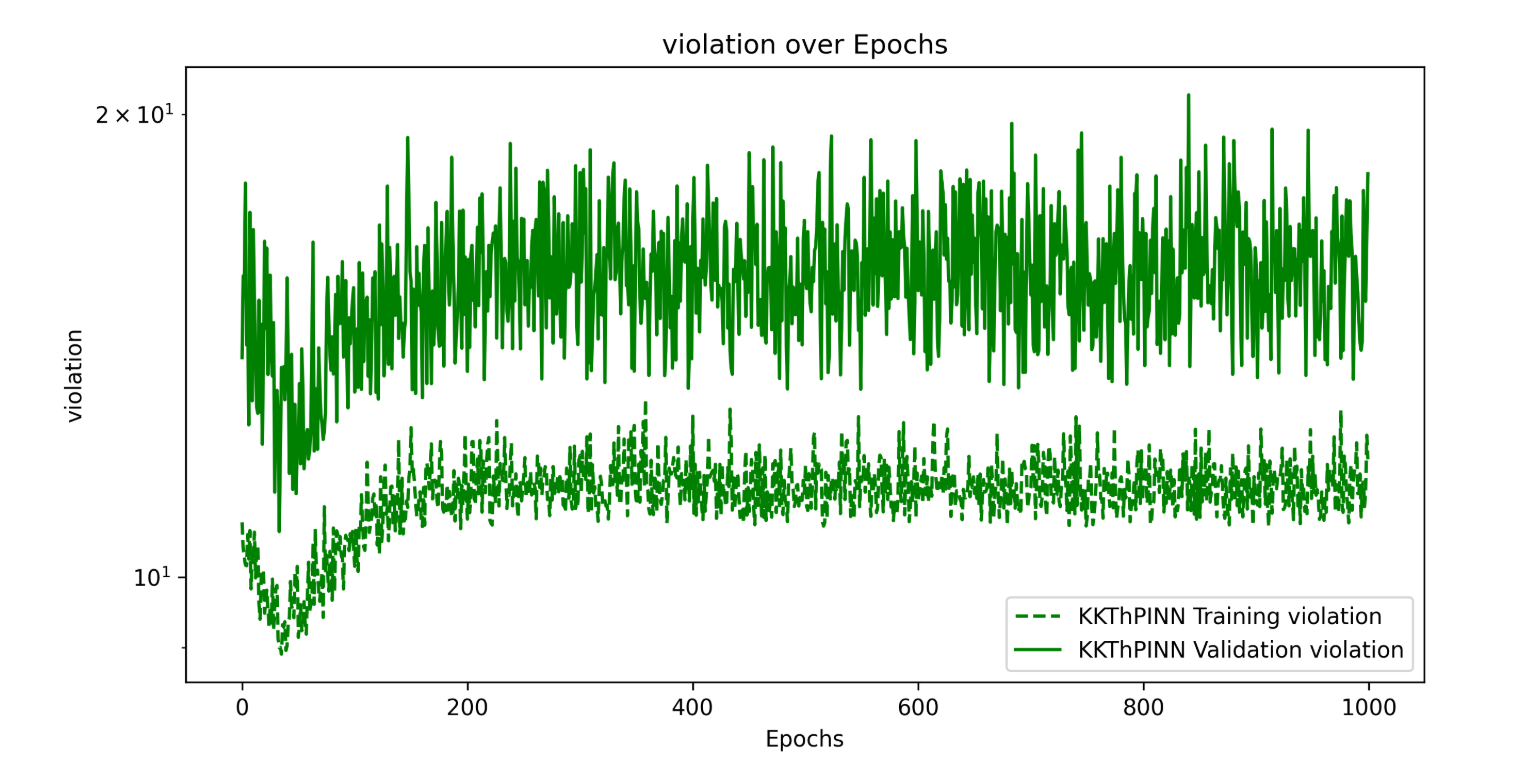 violation over Epochs
2 × 10¹
10¹
violation
0 200 400 600 800 1000
Epochs
KKThPINN Training violation
KKThPINN Validation violation